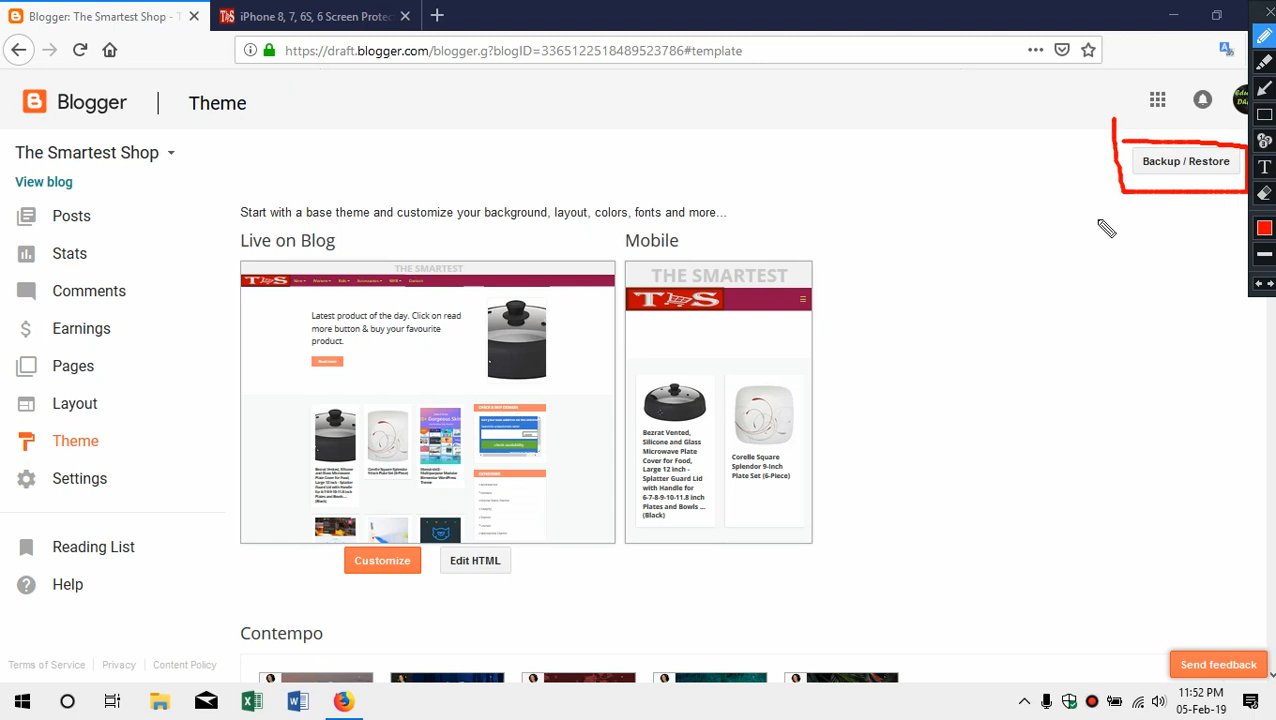 Blogger: The Smartest Shop - T
iPhone 8, 7, 6S, 6 Screen Protec
https://draft.blogger.com/blogger.g?blogID=3365122518489523786#template
Blogger
Theme
The Smartest Shop
Backup / Restore
View blog
Posts
Stats
Comments
Earnings
Pages
Layout
Theme
Settings
Reading List
Help
Terms of Service
Privacy
Content Policy
Start with a base theme and customize your background, layout, colors, fonts and more...
Live on Blog
Mobile
THE SMARTEST
Latest product of the day. Click on read
more button & buy your favourite
product.
Read more
THE SMARTEST
Bezrat Vented,
Silicone and Glass
Microwave Plate
Cover for Food,
Large 12 Inch -
Splatter Guard Lid
with Handle for
6-7-8-9-10-11.8 inch
Plates and Bowls ...
(Black)
Corelle Square
Splendor 9-Inch
Plate Set (6-Piece)
Customize
Edit HTML
Contempo
Send feedback
11:52 PM
05-Feb-19